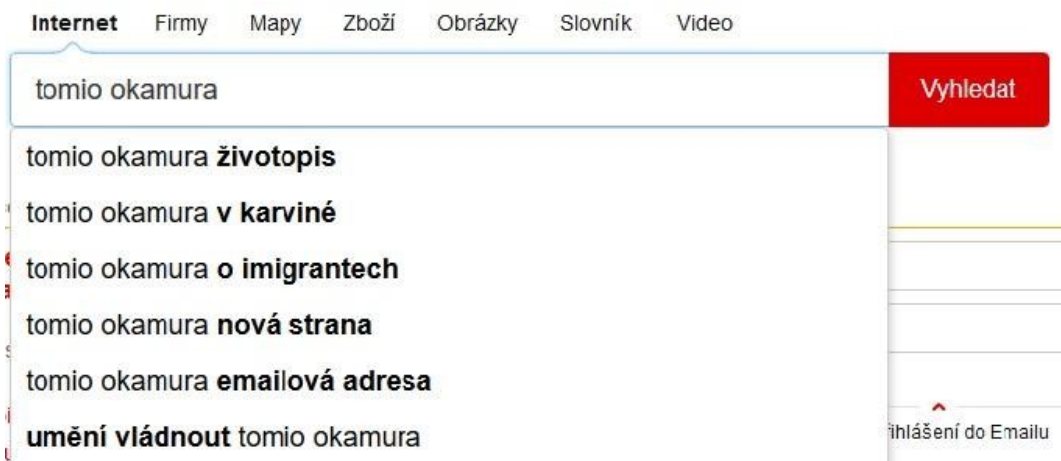 Internet Firmy Mapy Zboží Obrázky Slovník Video
tomio okamura Vyhledat
tomio okamura životopis
tomio okamura v karviné
tomio okamura o imigrantech
tomio okamura nová strana
tomio okamura emailová adresa
umění vládnout tomio okamura
do Emailu